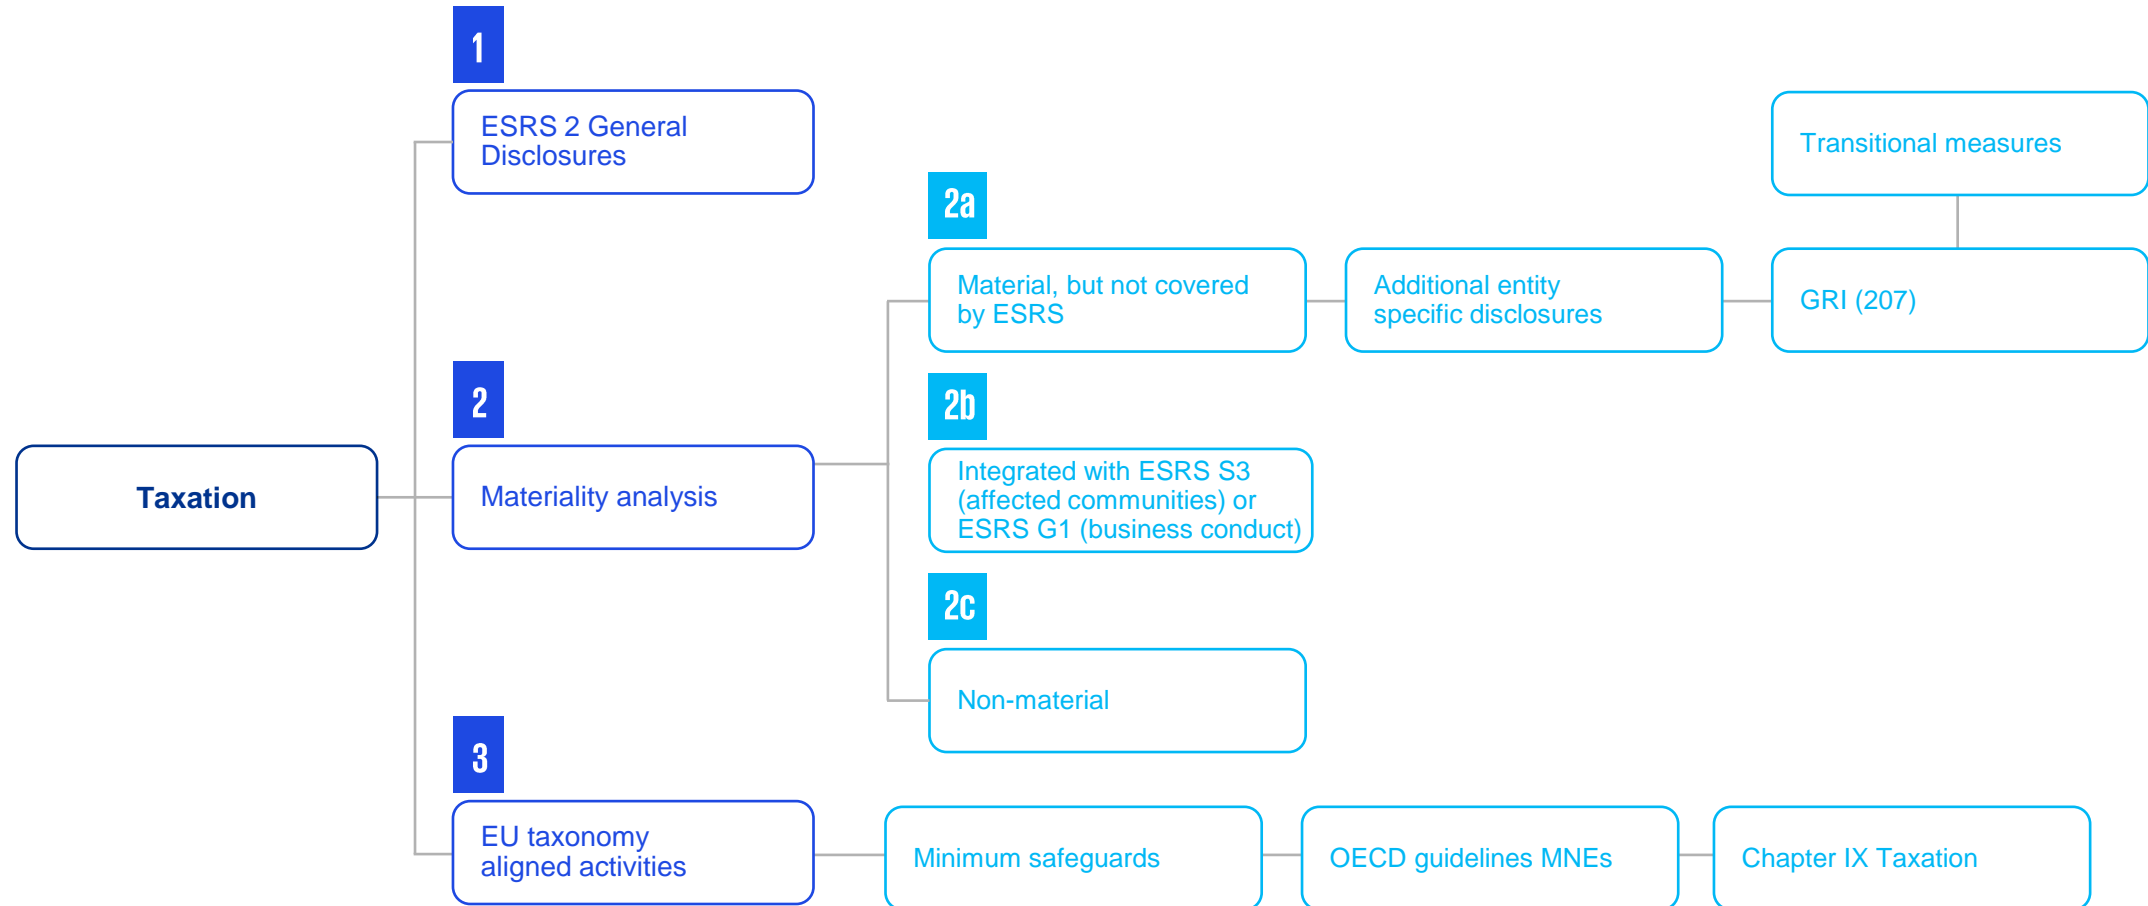 1
ESRS 2 General
Disclosures
Transitional measures
2a
Material, but not covered
by ESRS
Additional entity
specific disclosures
GRI (207)
2
Materiality analysis
2b
Integrated with ESRS S3
(affected communities) or
ESRS G1 (business conduct)
Taxation
2c
Non-material
3
EU taxonomy
aligned activities
Minimum safeguards
OECD guidelines MNEs
Chapter IX Taxation